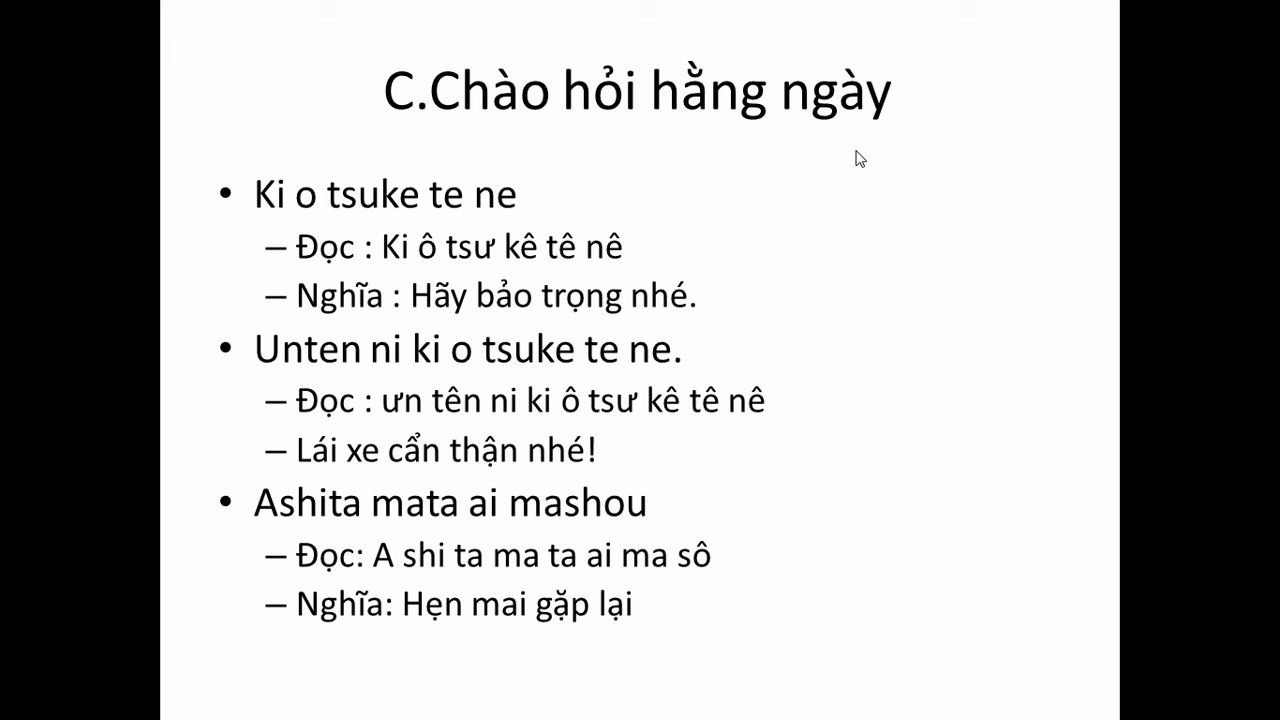 C.Chào hỏi hằng ngày
• Ki o tsuke te ne
– Đọc : Ki ô tsư kê tê nê
– Nghĩa : Hãy bảo trọng nhé.
• Unten ni ki o tsuke te ne.
– Đọc : ưn tên ni ki ô tsư kê tê nê
– Lái xe cẩn thận nhé!
• Ashita mata ai mashou
– Đọc: A shi ta ma ta ai ma sô
– Nghĩa: Hẹn mai gặp lại